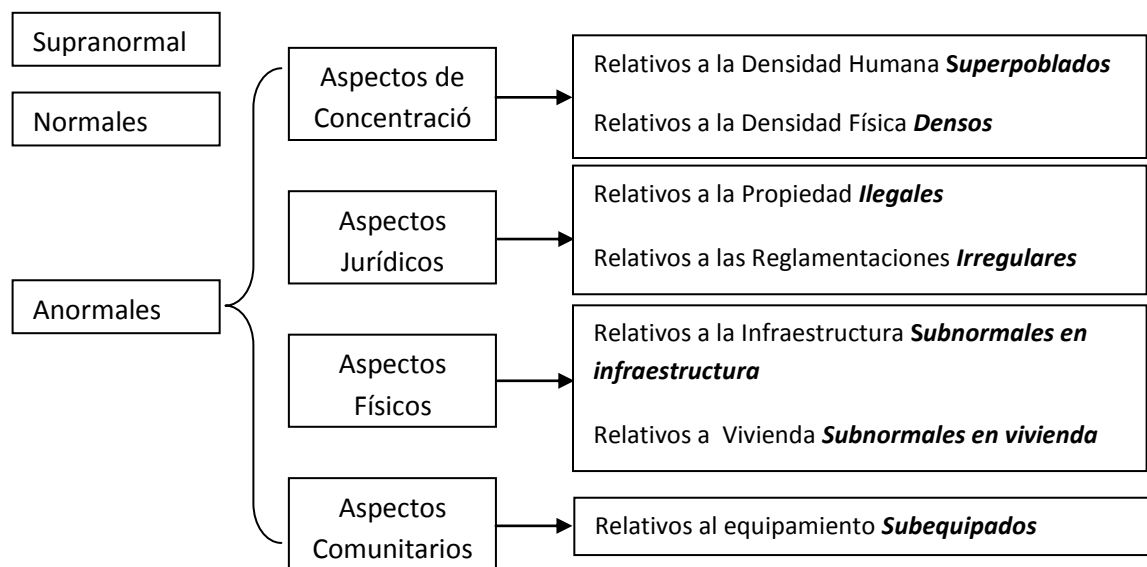 Supranormal
Normales
Anormales
Aspectos de
Concentració
Relativos a la Densidad Humana Superpoblados
Relativos a la Densidad Física Densos
Aspectos
Jurídicos
Relativos a la Propiedad Ilegales
Relativos a las Reglamentaciones Irregulares
Aspectos
Físicos
Relativos a la Infraestructura Subnormales en
infraestructura
Relativos a Vivienda Subnormales en vivienda
Aspectos
Comunitarios
Relativos al equipamiento Subequipados